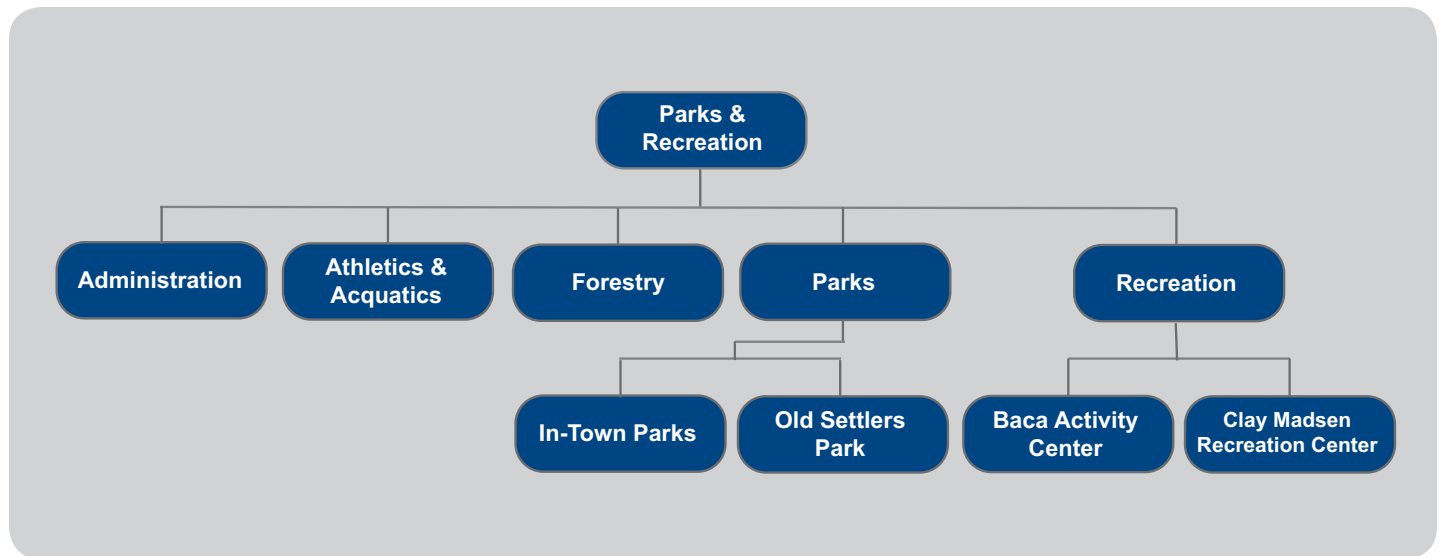 Parks &
Recreation
Administration
Athletics &
Acquatics
Forestry
Parks
Recreation
In-Town Parks
Old Settlers
Park
Baca Activity
Center
Clay Madsen
Recreation Center